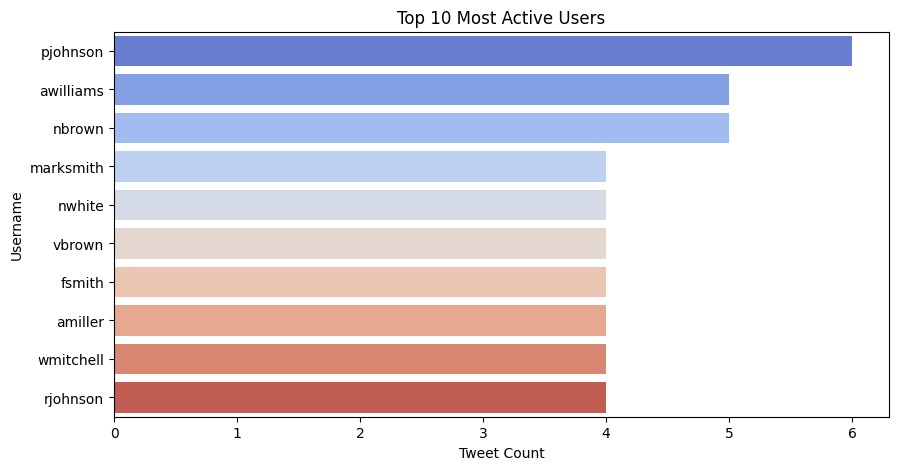 Top 10 Most Active Users
Username
pjohnson
awilliams
nbrown
marksmith
nwhite
vbrown
fsmith
amiller
wmitchell
rjohnson
0 1 2 3 4 5 6
Tweet Count